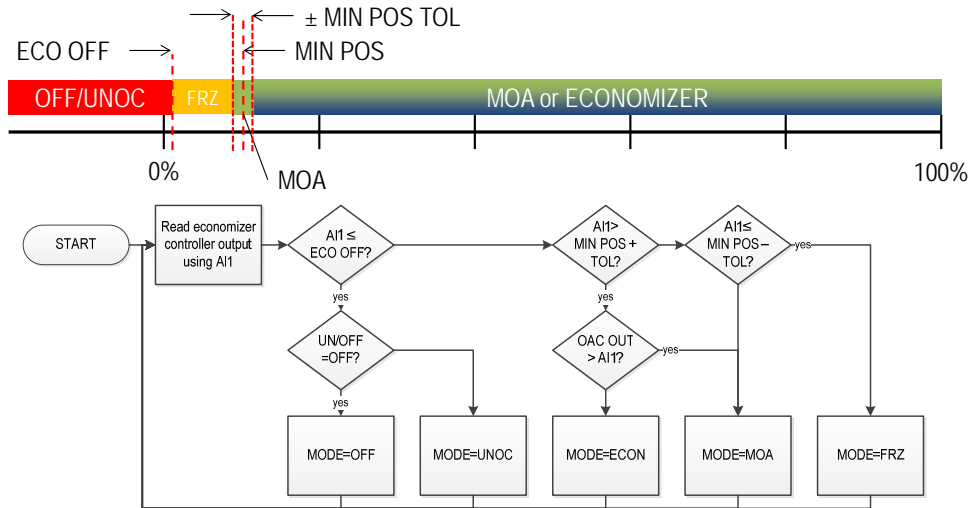 ± MIN POS TOL
ECO OFF
MIN POS
OFF/UNOC
FRZ
MOA or ECONOMIZER
0%
MOA
100%
START
Read economizer
controller output
using AI1
AI1 ≤
ECO OFF?
AI1>
MIN POS +
TOL?
AI1≤
MIN POS–
TOL?
yes
yes
yes
UN/OFF
=OFF?
OAC OUT
> AI1?
yes
yes
MODE=OFF
MODE=UNOC
MODE=ECON
MODE=MOA
MODE=FRZ